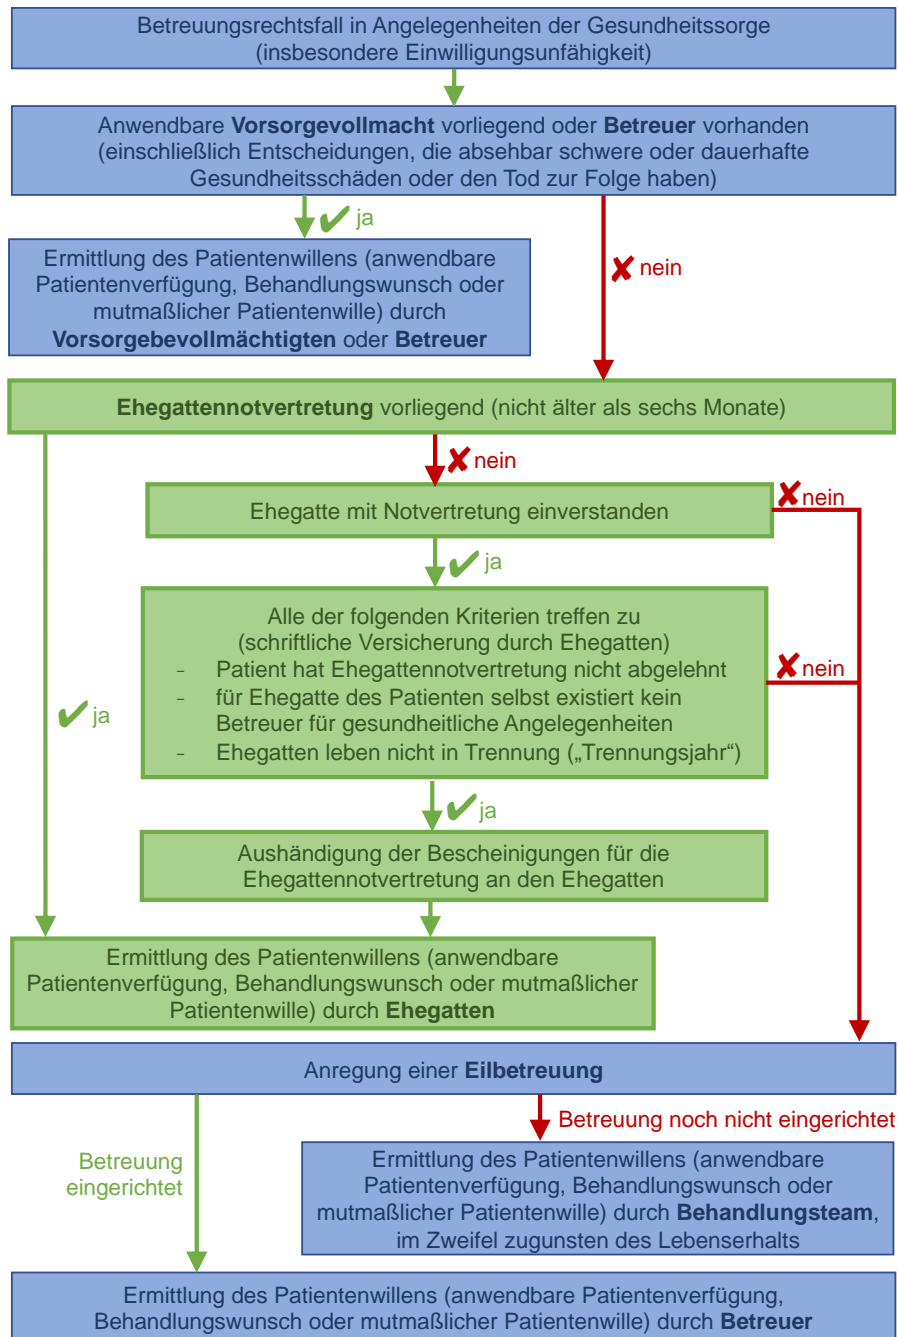 Betreuungsrechtsfall in Angelegenheiten der Gesundheitssorge
(insbesondere Einwilligungsunfähigkeit)
Anwendbare Vorsorgevollmacht vorliegend oder Betreuer vorhanden
(einschließlich Entscheidungen, die absehbar schwere oder dauerhafte
Gesundheitsschäden oder den Tod zur Folge haben)
ja
nein
Ermittlung des Patientenwillens (anwendbare
Patientenverfügung, Behandlungswunsch oder
mutmaßlicher Patientenwille) durch
Vorsorgebevollmächtigten oder Betreuer
Ehegattennotvertretung vorliegend (nicht älter als sechs Monate)
nein
nein
Ehegatte mit Notvertretung einverstanden
ja
Alle der folgenden Kriterien treffen zu
(schriftliche Versicherung durch Ehegatten)
- Patient hat Ehegattennotvertretung nicht abgelehnt
- für Ehegatte des Patienten selbst existiert kein
Betreuer für gesundheitliche Angelegenheiten
- Ehegatten leben nicht in Trennung („Trennungsjahr“)
nein
ja
ja
Aushändigung der Bescheinigungen für die
Ehegattennotvertretung an den Ehegatten
Ermittlung des Patientenwillens (anwendbare
Patientenverfügung, Behandlungswunsch oder mutmaßlicher
Patientenwille) durch Ehegatten
Anregung einer Eilbetreuung
Betreuung noch nicht eingerichtet
Betreuung
eingerichtet
Ermittlung des Patientenwillens (anwendbare
Patientenverfügung, Behandlungswunsch oder
mutmaßlicher Patientenwille) durch Behandlungsteam,
im Zweifel zugunsten des Lebenserhalts
Ermittlung des Patientenwillens (anwendbare Patientenverfügung,
Behandlungswunsch oder mutmaßlicher Patientenwille) durch Betreuer